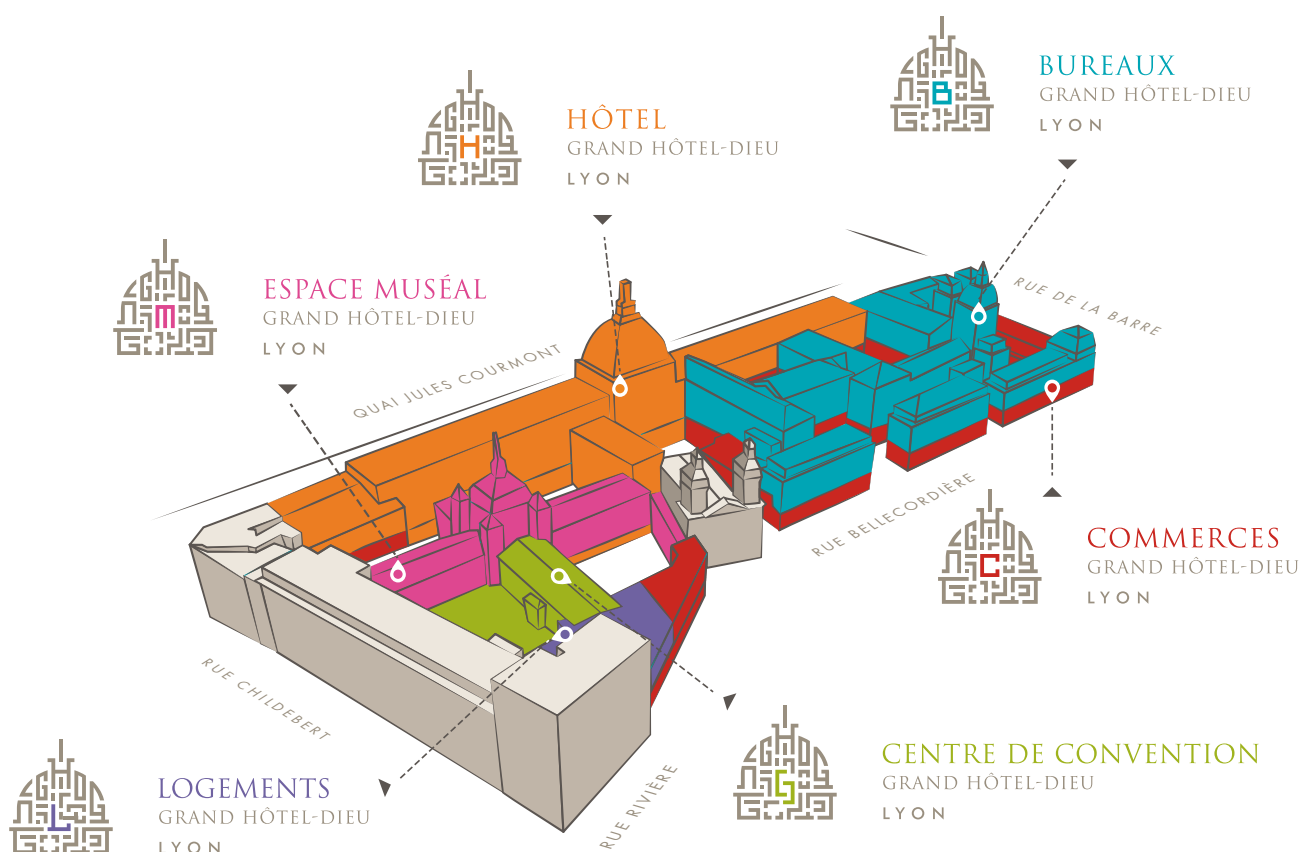 BUREAUX
GRAND HÔTEL-DIEU
LYON
HÔTEL
GRAND HÔTEL-DIEU
LYON
ESPACE MUSÉAL
GRAND HÔTEL-DIEU
LYON
RUE DE LA BARRE
QUAI JULES COURMONT
RUE BELLECORDIÈRE
COMMERCES
GRAND HÔTEL-DIEU
LYON
RUE CHILDEBERT
RUE RIVIÈRE
CENTRE DE CONVENTION
GRAND HÔTEL-DIEU
LYON
LOGEMENTS
GRAND HÔTEL-DIEU
LYON
B
H
M
C
L